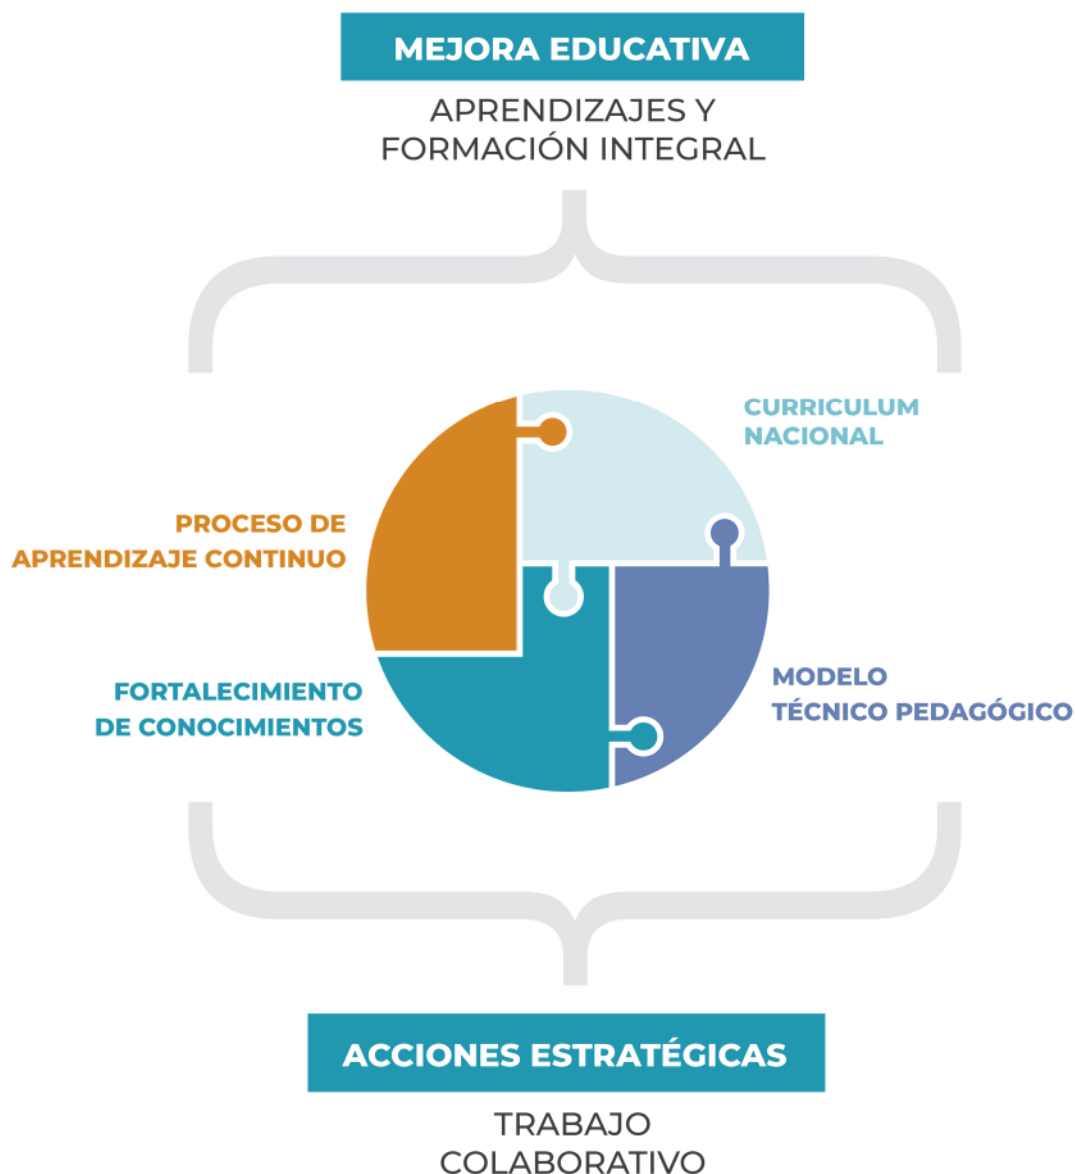 MEJORA EDUCATIVA
APRENDIZAJES Y
FORMACIÓN INTEGRAL
CURRICULUM
NACIONAL
PROCESO DE
APRENDIZAJE CONTINUO
FORTALECIMIENTO
DE CONOCIMIENTOS
MODELO
TÉCNICO PEDAGÓGICO
ACCIONES ESTRATÉGICAS
TRABAJO
COLABORATIVO